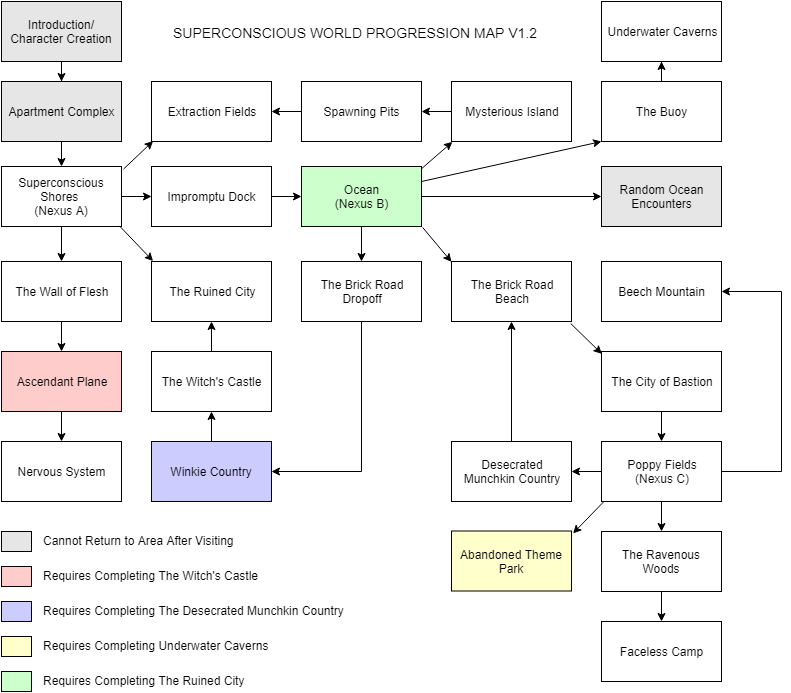 Introduction/
Character Creation
SUPERCONSCIOUS WORLD PROGRESSION MAP V1.2
Underwater Caverns
Apartment Complex
Extraction Fields
Spawning Pits
Mysterious Island
The Buoy
Superconscious
Shores
(Nexus A)
Impromptu Dock
Ocean
(Nexus B)
Random Ocean
Encounters
The Wall of Flesh
The Ruined City
The Brick Road
Dropoff
The Brick Road
Beach
Beech Mountain
Ascendant Plane
The Witch's Castle
The City of Bastion
Nervous System
Winkie Country
Desecrated
Munchkin Country
Poppy Fields
(Nexus C)
Abandoned Theme
Park
The Ravenous
Woods
Faceless Camp
Cannot Return to Area After Visiting
Requires Completing The Witch's Castle
Requires Completing The Desecrated Munchkin Country
Requires Completing Underwater Caverns
Requires Completing The Ruined City